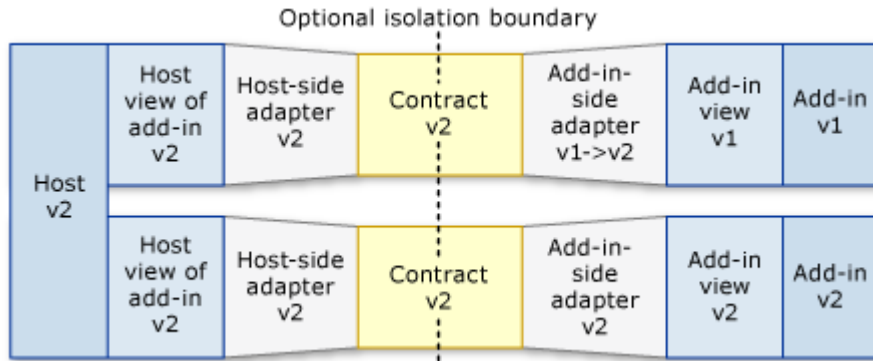 Optional isolation boundary
Host
v2
Host
view of
add-in
v2
Host-side
adapter
v2
Contract
v2
Add-in-
side
adapter
v1->v2
Add-in
view
v1
Add-in
v1
Host
view of
add-in
v2
Host-side
adapter
v2
Contract
v2
Add-in-
side
adapter
v2
Add-in
view
v2
Add-in
v2